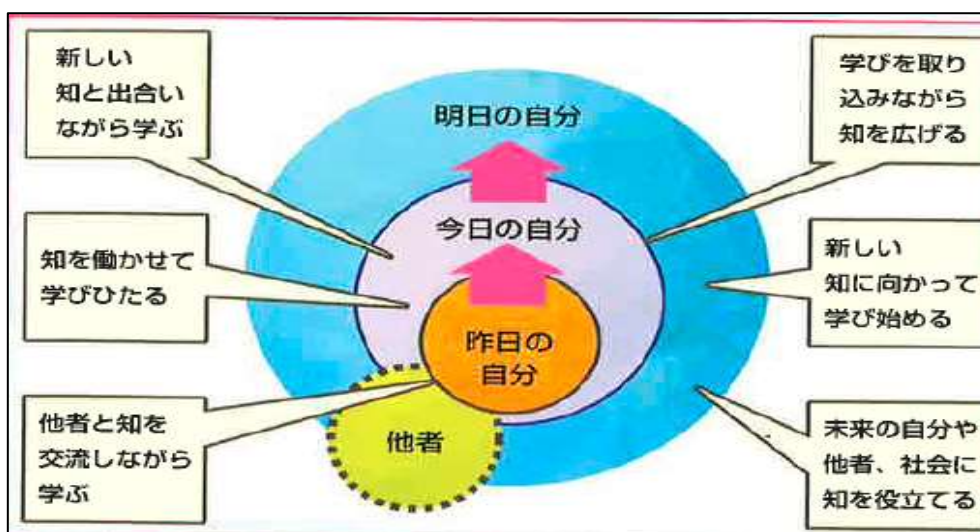 新しい
知と出合い
ながら学ぶ
知を働かせて
学びひたる
他者と知を
交流しながら
学ぶ
明日の自分
今日の自分
昨日の
自分
他者
学びを取り
込みながら
知を広げる
新しい
知に向かって
学び始める
未来の自分や
他者、社会に
知を役立てる